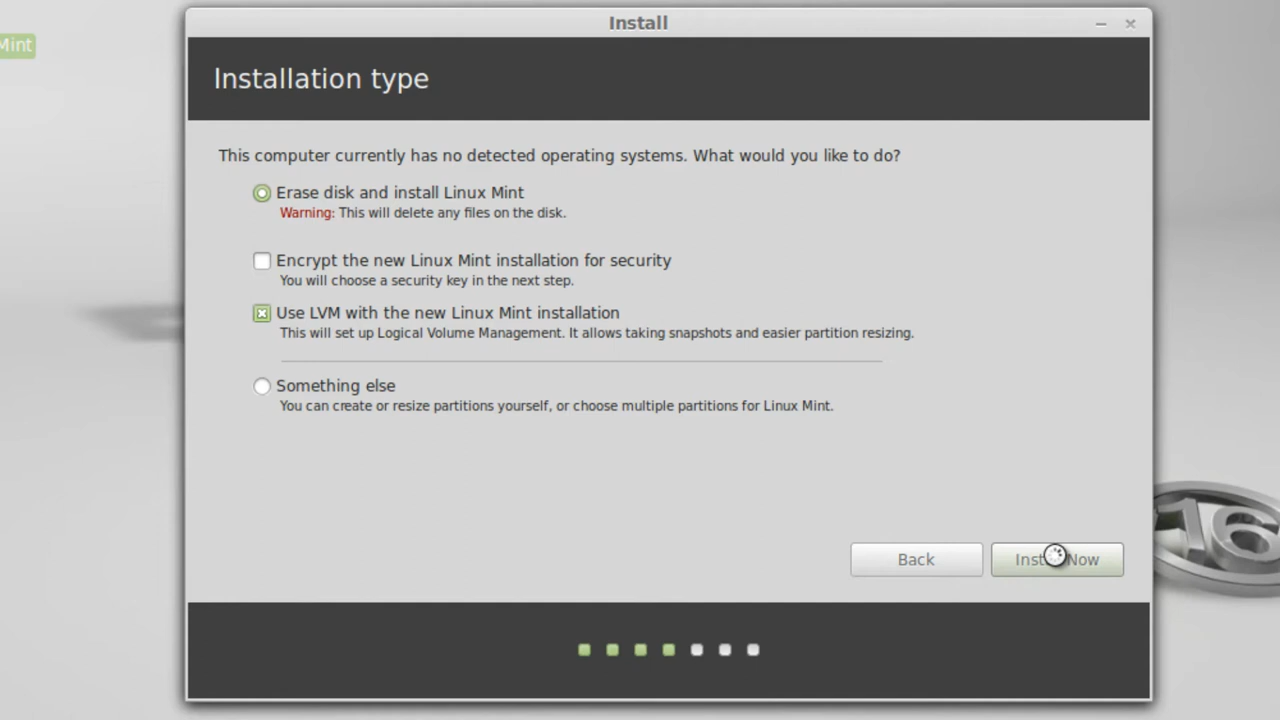 Install
Mint
Installation type
This computer currently has no detected operating systems. What would you like to do?
Erase disk and install Linux Mint
Warning: This will delete any files on the disk.
Encrypt the new Linux Mint installation for security
You will choose a security key in the next step.
Use LVM with the new Linux Mint installation
This will set up Logical Volume Management. It allows taking snapshots and easier partition resizing.
Something else
You can create or resize partitions yourself, or choose multiple partitions for Linux Mint.
16
Back
Install Now